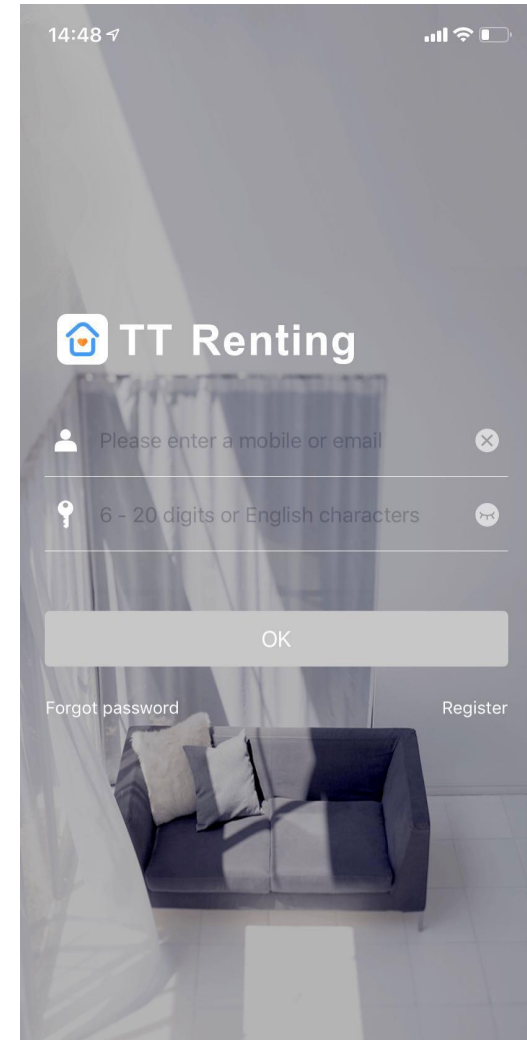 14:48
TT Renting
Please enter a mobile or email
6 - 20 digits or English characters
OK
Forgot password
Register